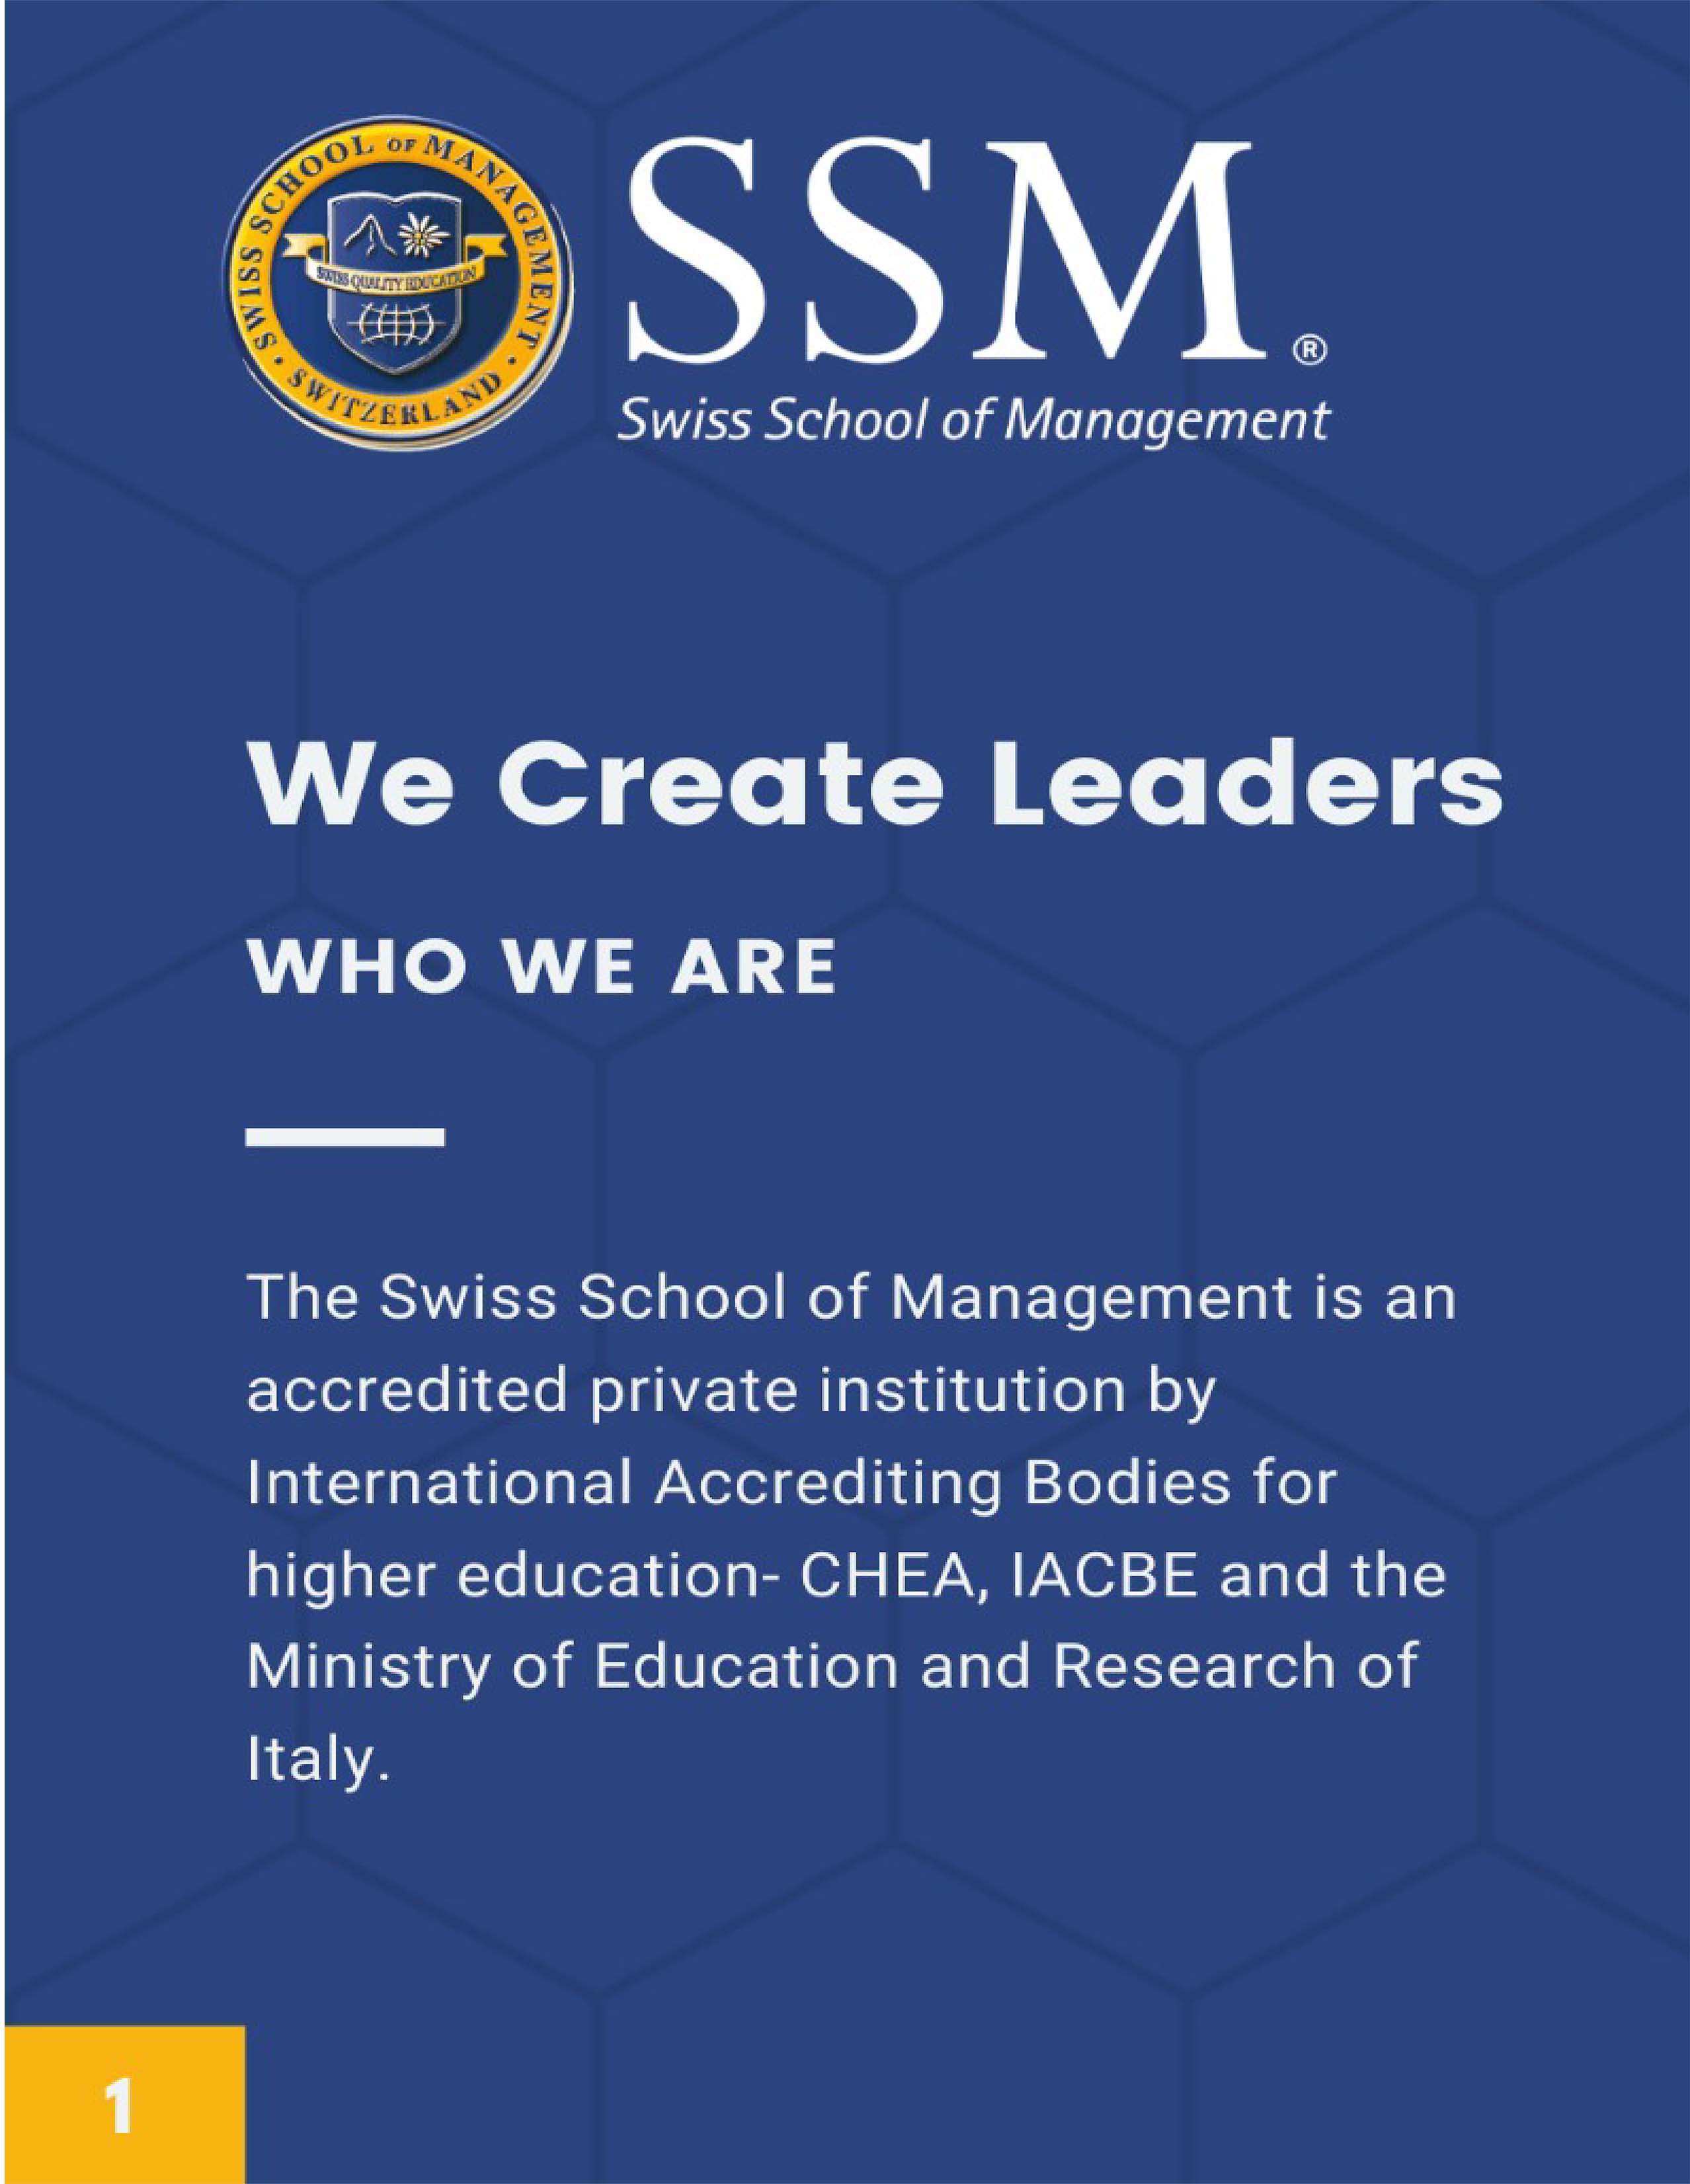 SWISS SCHOOL OF MANAGEMENT
SWISS QUALITY EDUCATION
• SWITZERLAND •
SSM®
Swiss School of Management
We Create Leaders
WHO WE ARE
The Swiss School of Management is an
accredited private institution by
International Accrediting Bodies for
higher education- CHEA, IACBE and the
Ministry of Education and Research of
Italy.
1